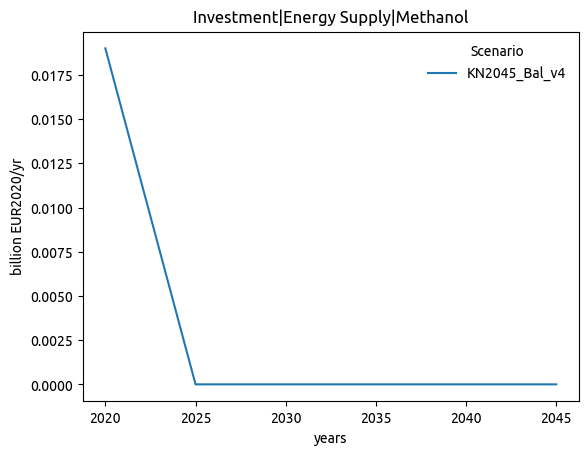 Investment|Energy Supply|Methanol
Scenario
KN2045_Bal_v4
billion EUR2020/yr
0.0175
0.0150
0.0125
0.0100
0.0075
0.0050
0.0025
0.0000
2020 2025 2030 2035 2040 2045
years